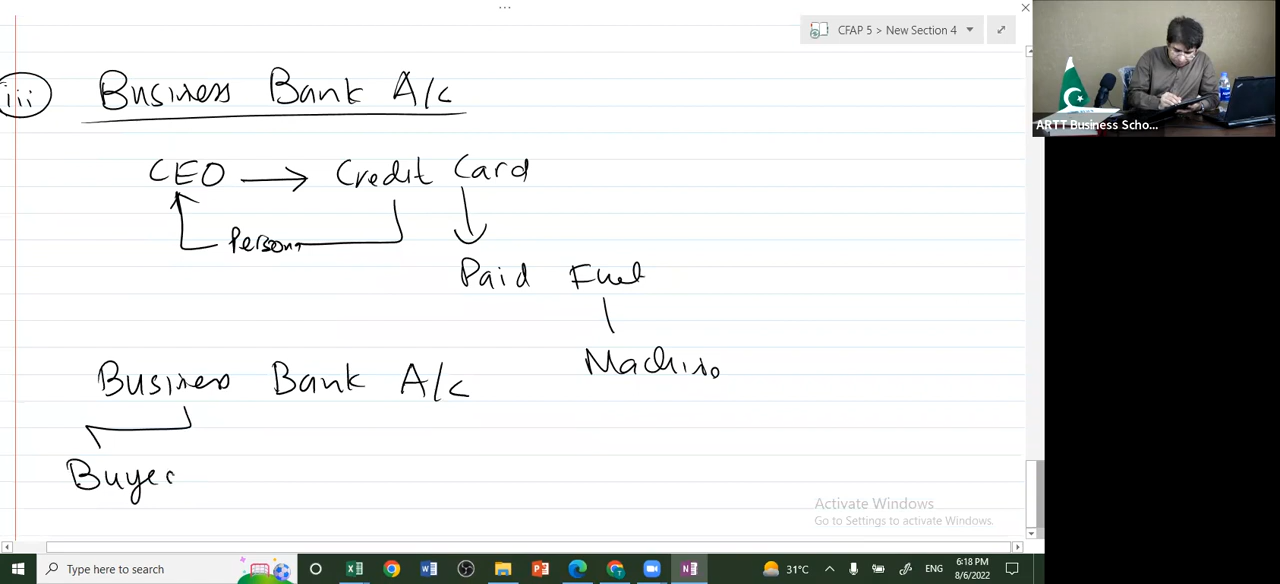 ...
CFAP 5 > New Section 4
ARTT Business Scho...
iii Business Bank A/c
CEO → Credit Card
Person
Paid Fuel
Business Bank A/c
Buyer
Activate Windows
Go to Settings to activate Windows.
Type here to search
31°C
ENG
6:18 PM
8/6/2022